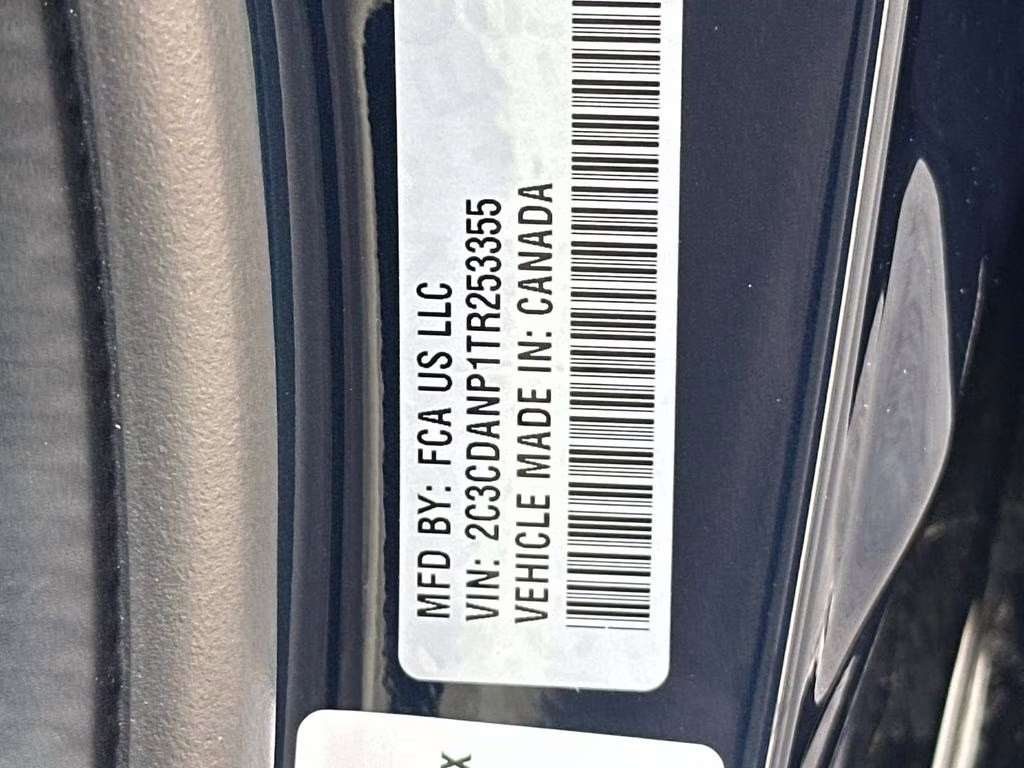 MFD BY: FCA US LLC
VIN: 2C3CDANP1TR253355
VEHICLE MADE IN: CANADA
X